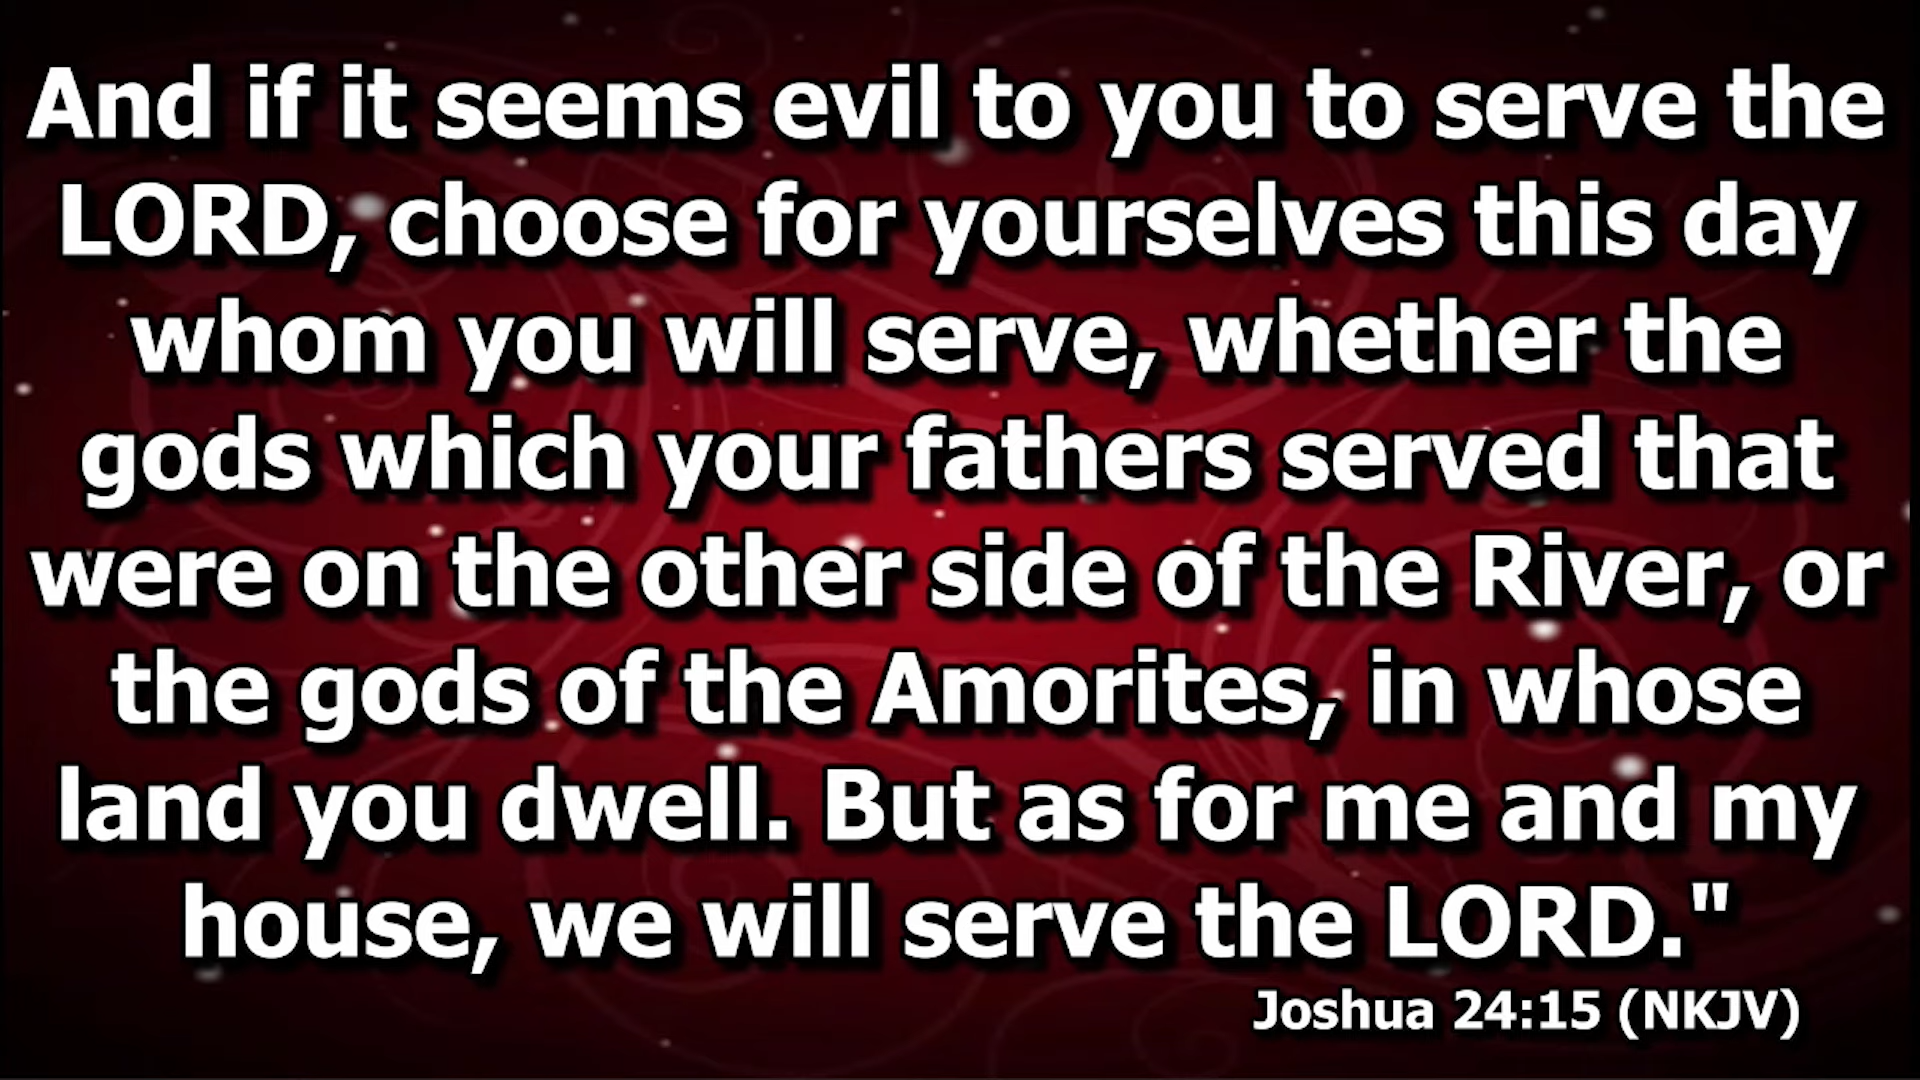 And if it seems evil to you to serve the
LORD, choose for yourselves this day
whom you will serve, whether the
gods which your fathers served that
were on the other side of the River, or
the gods of the Amorites, in whose
land you dwell. But as for me and my
house, we will serve the LORD."
Joshua 24:15 (NKJV)